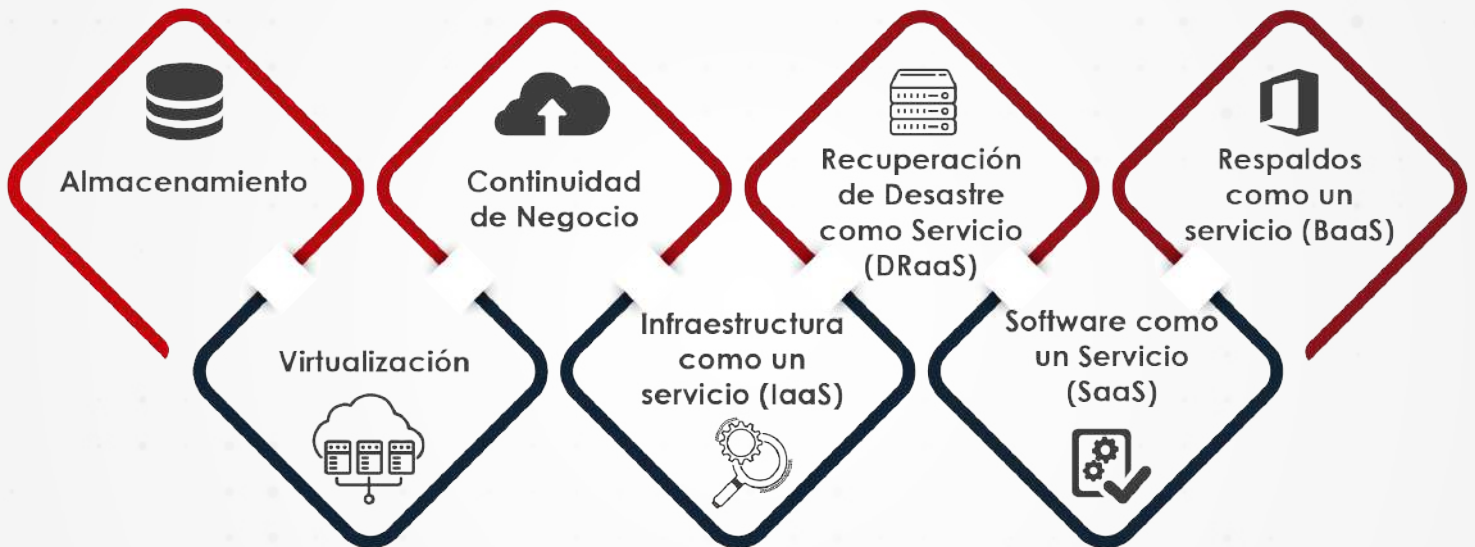 Almacenamiento
Continuidad
de Negocio
Recuperación
de Desastre
como Servicio
(DRaaS)
Respaldos
como un
servicio (BaaS)
Virtualización
Infraestructura
como un
servicio (IaaS)
Software como
un Servicio
(SaaS)